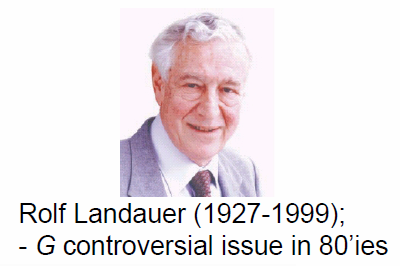 Rolf Landauer (1927-1999);
- G controversial issue in 80’ies